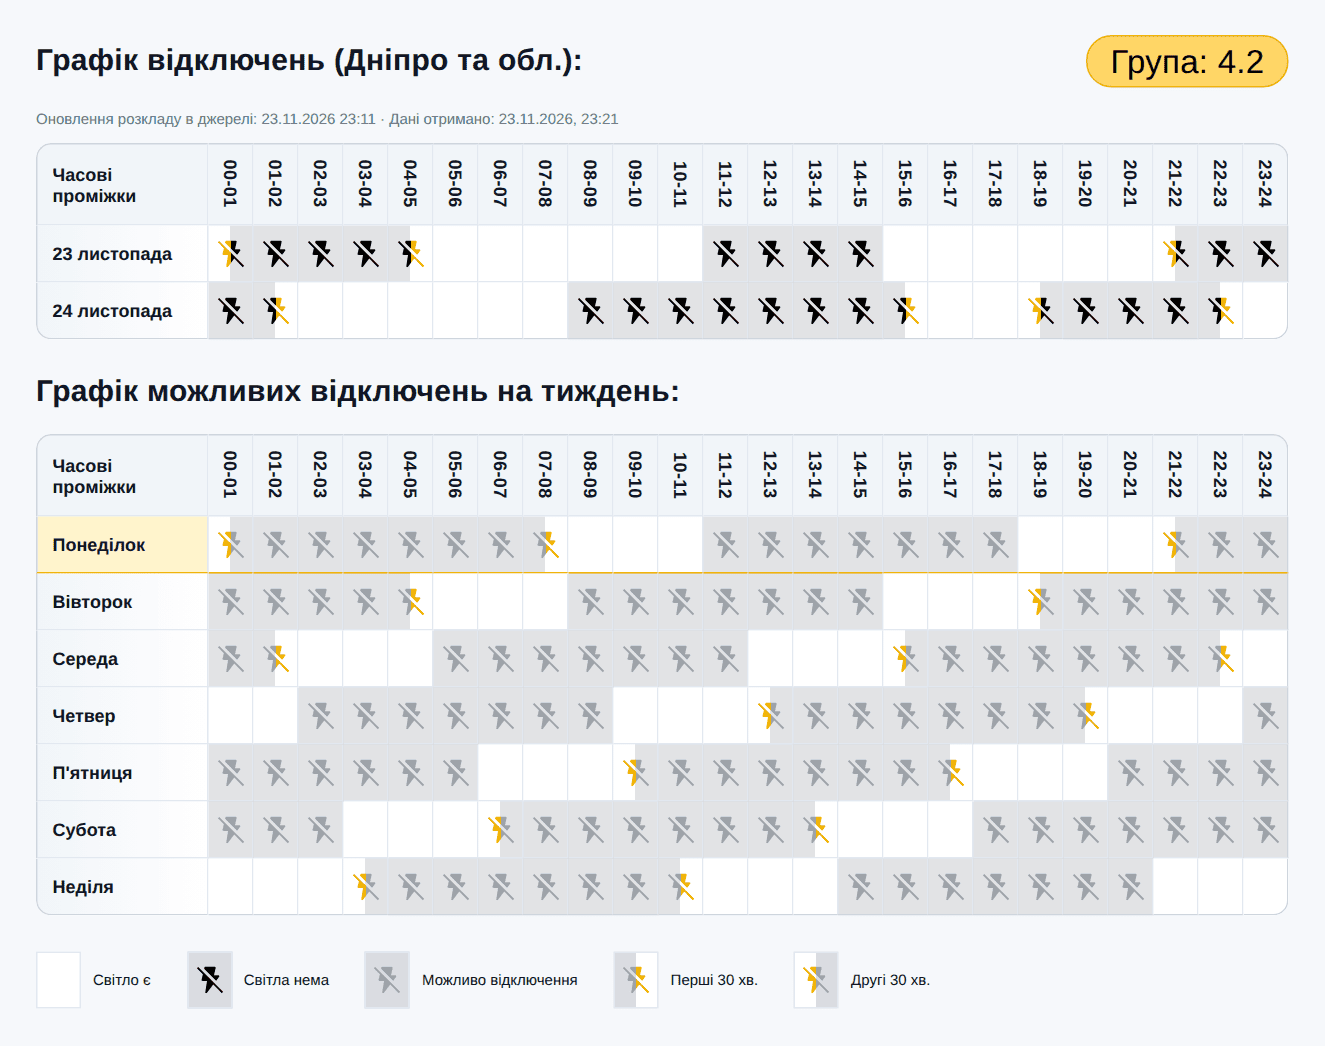 Графік відключень (Дніпро та обл.):
Група: 4.2
Оновлення розкладу в джерелі: 23.11.2026 23:11 · Дані отримано: 23.11.2026, 23:21
Часові проміжки 00-01 01-02 02-03 03-04 04-05 05-06 06-07 07-08 08-09 09-10 10-11 11-12 12-13 13-14 14-15 15-16 16-17 17-18 18-19 19-20 20-21 21-22 22-23 23-24
23 листопада
24 листопада
Графік можливих відключень на тиждень:
Часові проміжки 00-01 01-02 02-03 03-04 04-05 05-06 06-07 07-08 08-09 09-10 10-11 11-12 12-13 13-14 14-15 15-16 16-17 17-18 18-19 19-20 20-21 21-22 22-23 23-24
Понеділок
Вівторок
Середа
Четвер
П'ятниця
Субота
Неділя
Світло є
Світла нема
Можливо відключення
Перші 30 хв.
Другі 30 хв.